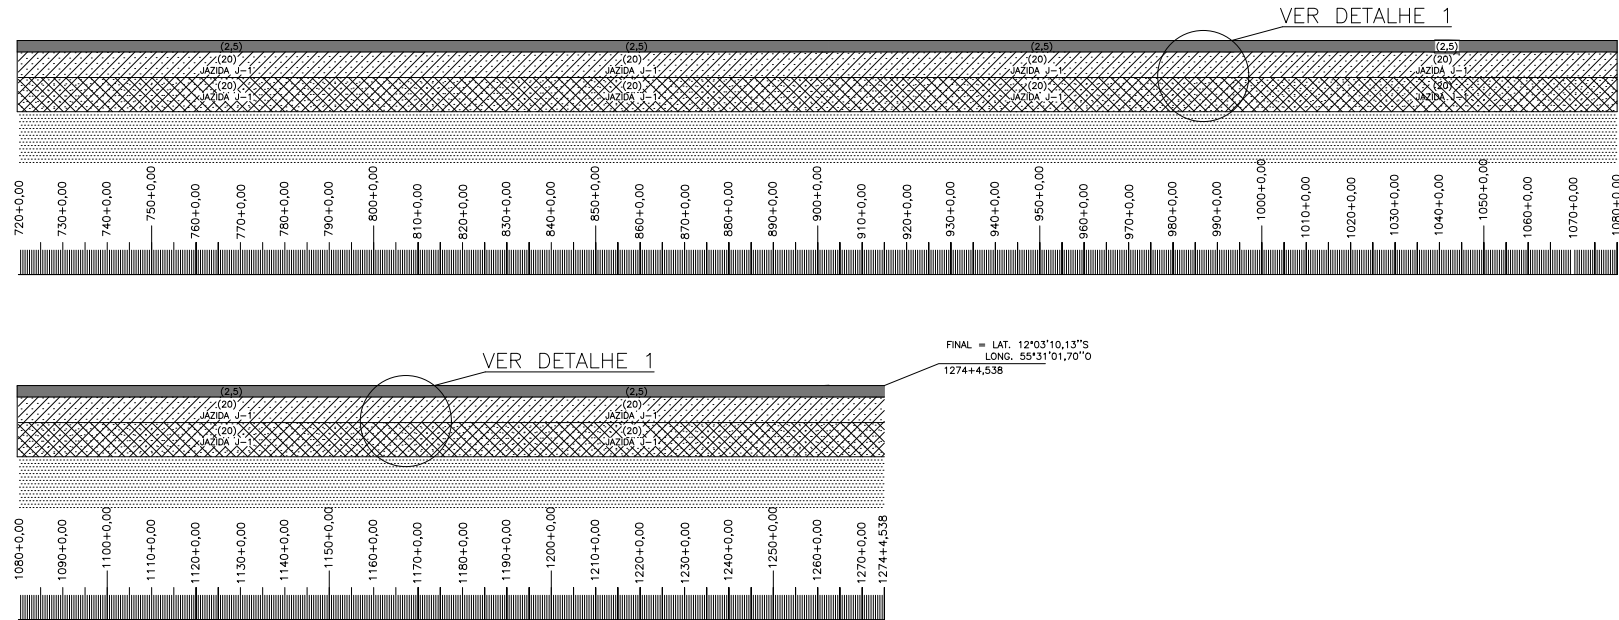 VER DETALHE 1
(2,5) (2,5) (2,5) (2,5)
(20) (20) (20) (20)
JAZIDA J-1 JAZIDA J-1 JAZIDA J-1 JAZIDA J-1
(20) (20) (20) (20)
JAZIDA J-1 JAZIDA J-1 JAZIDA J-1 JAZIDA J-1
720+0,00 730+0,00 740+0,00 750+0,00 760+0,00 770+0,00 780+0,00 790+0,00 800+0,00 810+0,00 820+0,00 830+0,00 840+0,00 850+0,00 860+0,00 870+0,00 880+0,00 890+0,00 900+0,00 910+0,00 920+0,00 930+0,00 940+0,00 950+0,00 960+0,00 970+0,00 980+0,00 990+0,00 1000+0,00 1010+0,00 1020+0,00 1030+0,00 1040+0,00 1050+0,00 1060+0,00 1070+0,00 1080+0,00
FINAL = LAT. 12°03'10,13''S
LONG. 55°31'01,70''O
1274+4,538
VER DETALHE 1
(2,5) (2,5)
(20) (20)
JAZIDA J-1 JAZIDA J-1
(20) (20)
JAZIDA J-1 JAZIDA J-1
1080+0,00 1090+0,00 1100+0,00 1110+0,00 1120+0,00 1130+0,00 1140+0,00 1150+0,00 1160+0,00 1170+0,00 1180+0,00 1190+0,00 1200+0,00 1210+0,00 1220+0,00 1230+0,00 1240+0,00 1250+0,00 1260+0,00 1270+0,00 1274+4,538